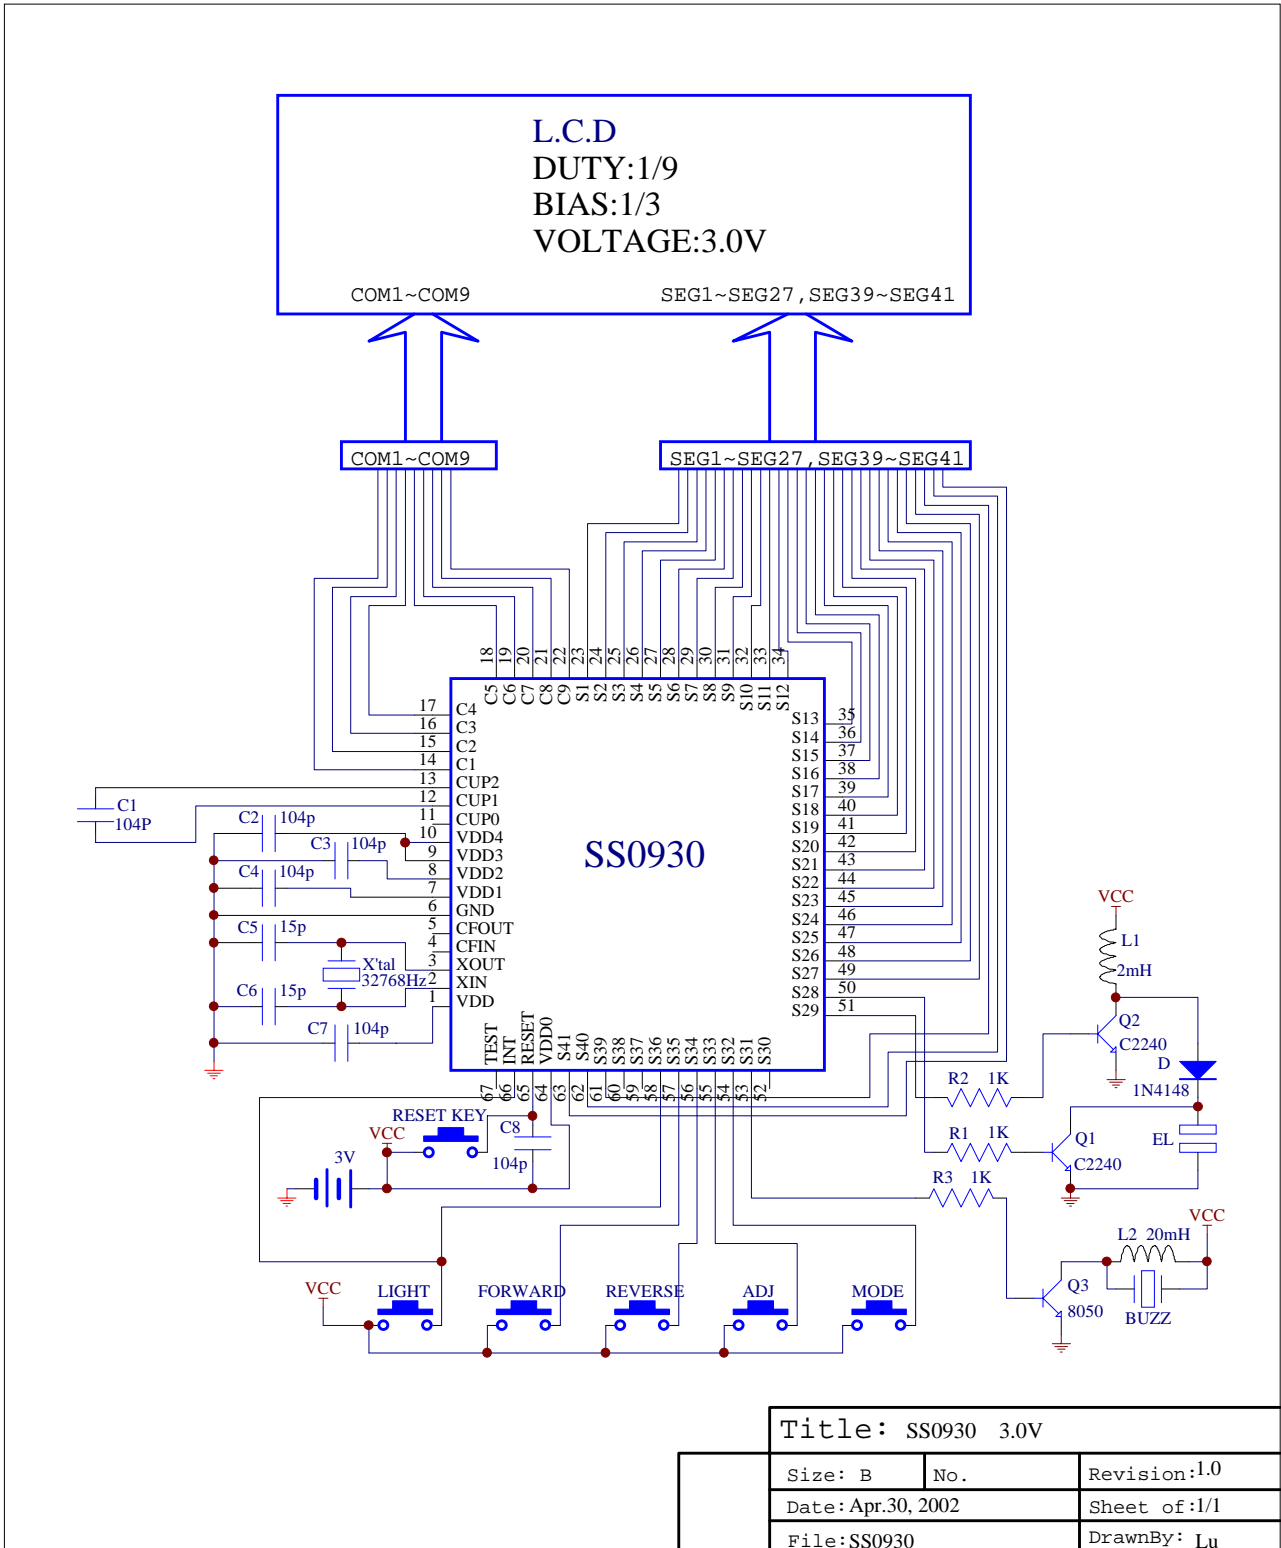 L.C.D
DUTY:1/9
BIAS:1/3
VOLTAGE:3.0V
COM1~COM9 SEG1~SEG27,SEG39~SEG41
COM1~COM9 SEG1~SEG27,SEG39~SEG41
18 19 20 21 22 23 24 25 26 27 28 29 30 31 32 33 34
C5 C6 C7 C8 C9 S1 S2 S3 S4 S5 S6 S7 S8 S9 S10 S11 S12
17 C4
16 C3
15 C2
14 C1
13 CUP2
12 CUP1
11 CUP0
10 VDD4
9 VDD3
8 VDD2
7 VDD1
6 GND
5 CFOUT
4 CFIN
3 XOUT
2 XIN
1 VDD
S13 35
S14 36
S15 37
S16 38
S17 39
S18 40
S19 41
S20 42
S21 43
S22 44
S23 45
S24 46
S25 47
S26 48
S27 49
S28 50
S29 51
SS0930
C1
104P
C2 104p
C3 104p
C4 104p
C5 15p
X'tal
32768Hz
C6 15p
C7 104p
TEST INT RESET VDD0 S41 S40 S39 S38 S37 S36 S35 S34 S33 S32 S31 S30
67 66 65 64 63 62 61 60 59 58 57 56 55 54 53 52
VCC
L1
2mH
Q2
C2240
D
1N4148
R2 1K
R1 1K
Q1
C2240
EL
R3 1K
RESET KEY
VCC
C8
104p
3V
VCC
L2 20mH
Q3
8050
BUZZ
VCC
LIGHT FORWARD REVERSE ADJ MODE
Title: SS0930 3.0V
Size: B No. Revision:1.0
Date: Apr.30, 2002 Sheet of:1/1
File:SS0930 DrawnBy: Lu